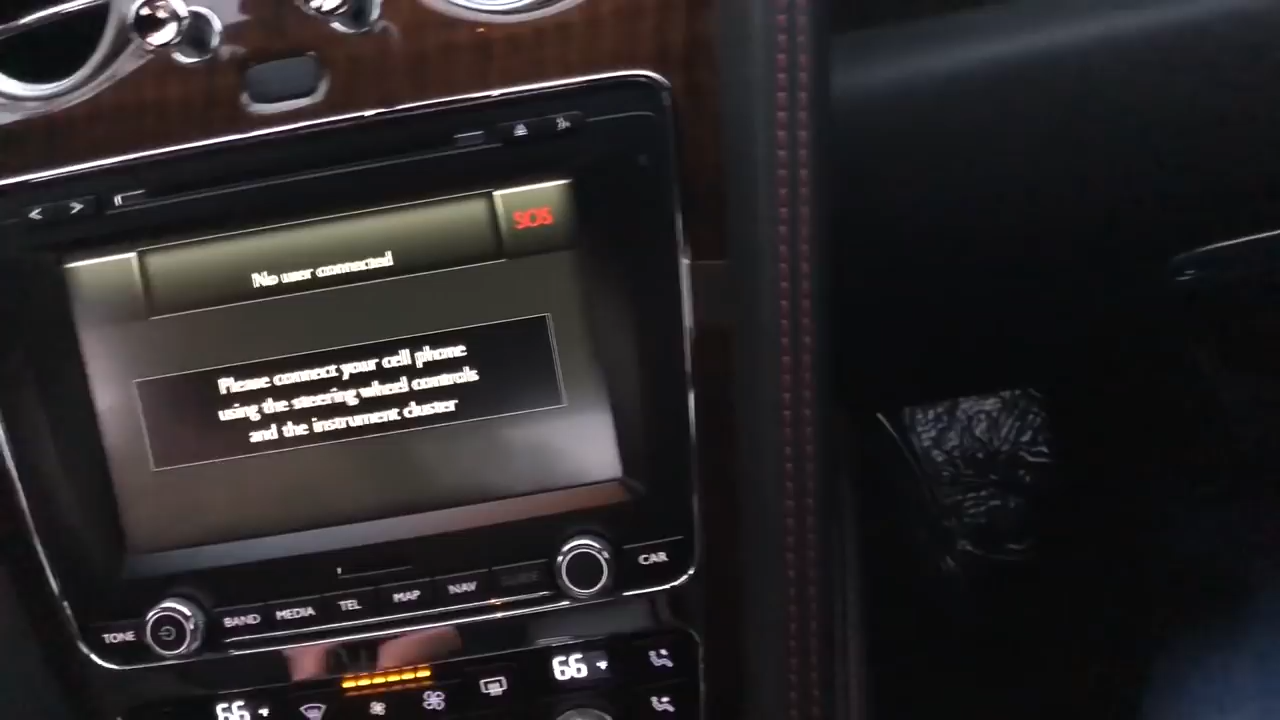 SOS
No user connected
Please connect your cell phone
using the steering wheel controls
and the instrument cluster
CAR
TONE
BAND
MEDIA
TEL
MAP
NAV
66
66